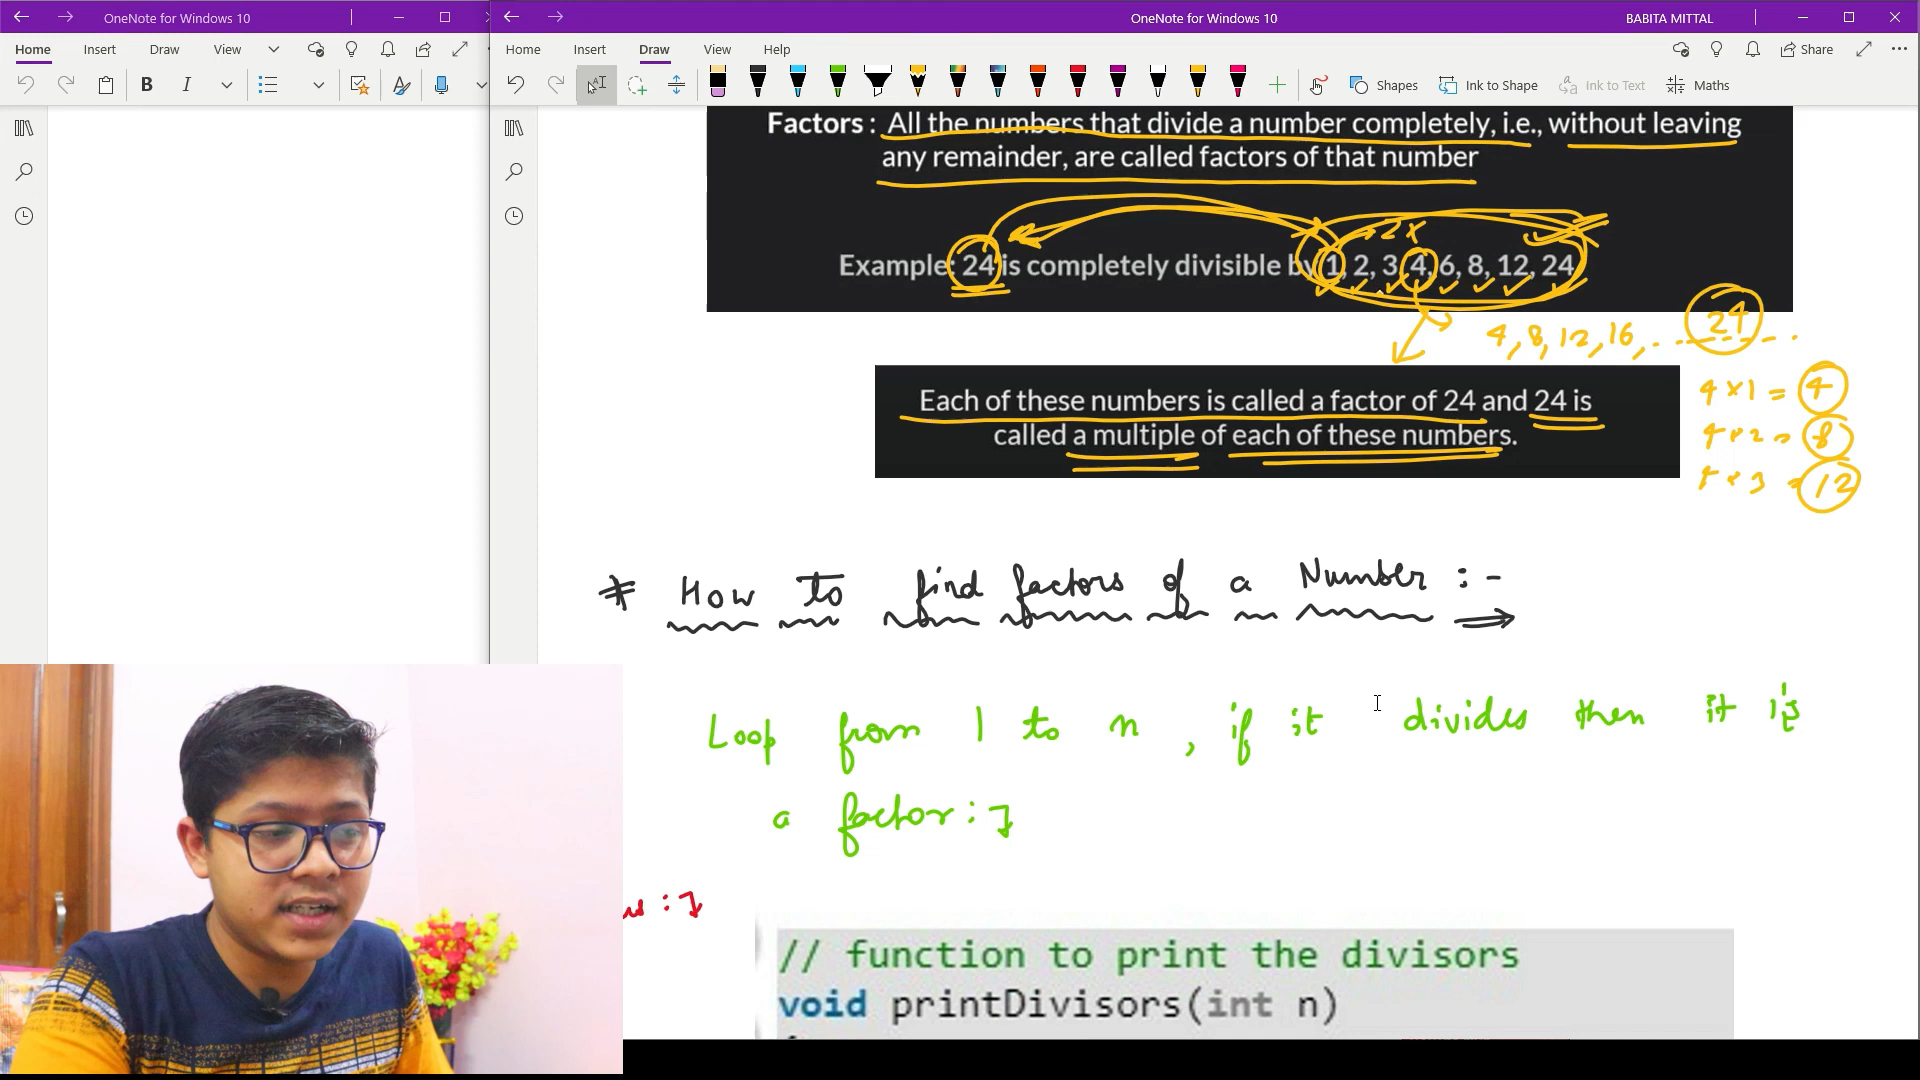 OneNote for Windows 10
OneNote for Windows 10
BABITA MITTAL
Home Insert Draw View
Home Insert Draw View Help
Share
B I
Shapes
Ink to Shape
Ink to Text
Maths
Factors : All the numbers that divide a number completely, i.e., without leaving
any remainder, are called factors of that number
2 x
Example: 24 is completely divisible by 1, 2, 3, 4, 6, 8, 12, 24
4, 8, 12, 16, . - - - - 24 - - .
Each of these numbers is called a factor of 24 and 24 is
called a multiple of each of these numbers.
4 x 1 = 4
4 x 2 = 8
4 x 3 = 12
* How to find factors of a Number : -
Loop from 1 to n , if it divides then it is
a factor :
// function to print the divisors
void printDivisors(int n)